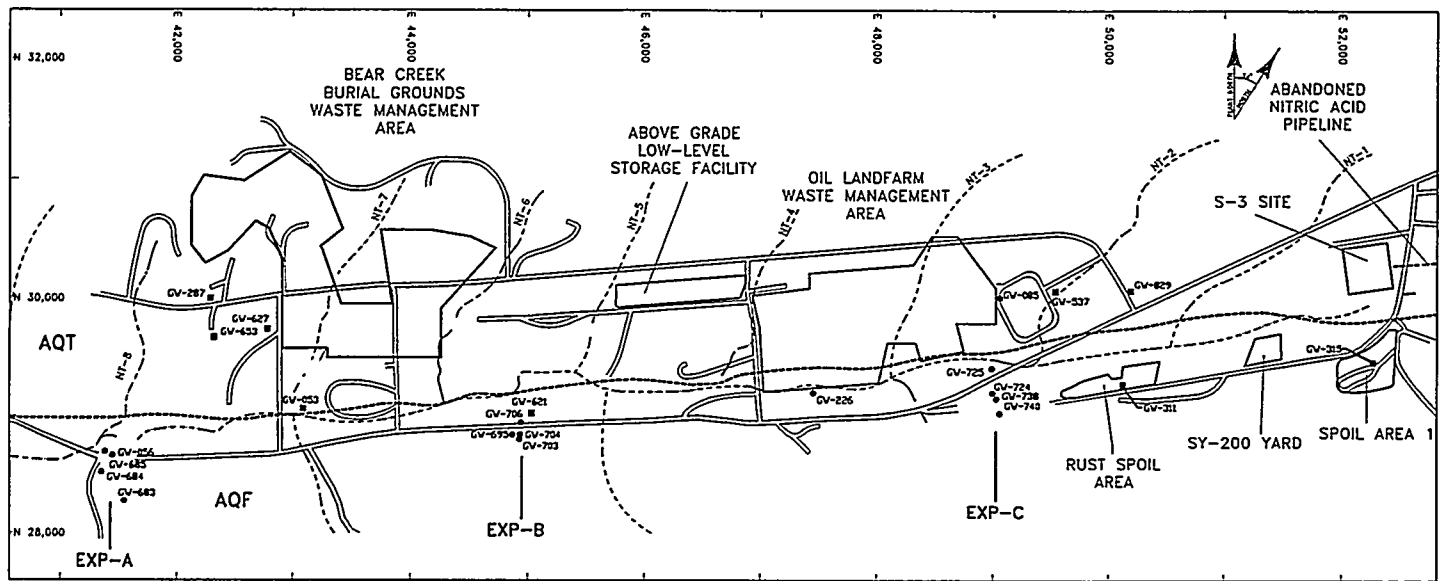 E 42,000
E 44,000
E 46,000
E 48,000
E 50,000
E 52,000
N 32,000
BEAR CREEK
BURIAL GROUNDS
WASTE MANAGEMENT
AREA
ABOVE GRADE
LOW-LEVEL
STORAGE FACILITY
OIL LANDFARM
WASTE MANAGEMENT
AREA
PLANT NORTH
NORTH
ABANDONED
NITRIC ACID
PIPELINE
S-3 SITE
NT-8
NT-7
NT-6
NT-5
NT-4
NT-3
NT-2
NT-1
N 30,000
GW-287
GW-627
GW-653
GW-085
GW-537
GW-829
AQT
GW-053
GW-621
GW-706
GW-695
GW-704
GW-703
GW-226
GW-725
GW-724
GW-738
GW-740
GW-311
GW-315
GW-056
GW-685
GW-684
GW-683
AQF
RUST SPOIL
AREA
SY-200 YARD
SPOIL AREA 1
N 28,000
EXP-A
EXP-B
EXP-C